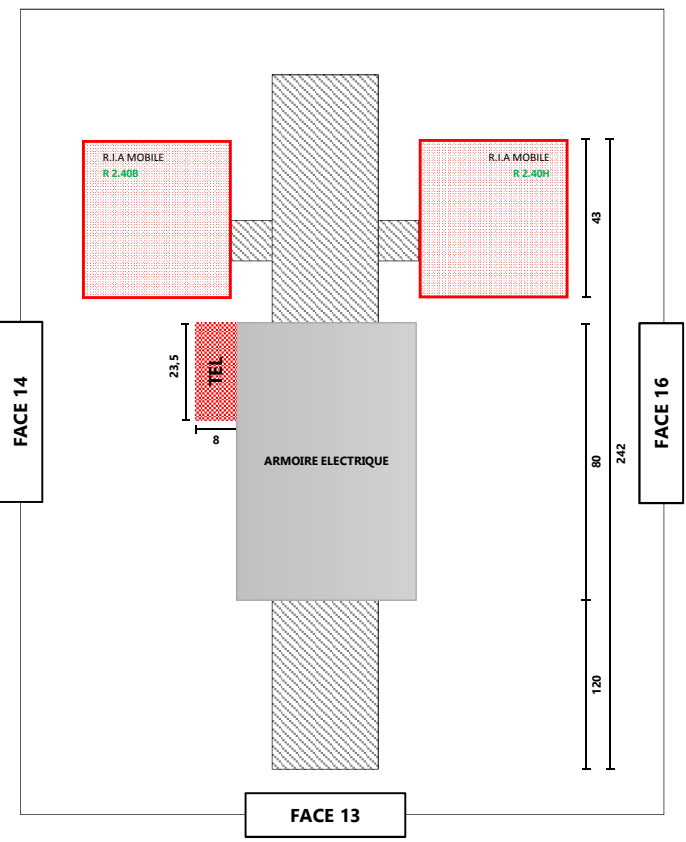 R.I.A MOBILE
R 2.40B
R.I.A MOBILE
R 2.40H
43
FACE 14
23,5
TEL
8
ARMOIRE ELECTRIQUE
80
242
FACE 16
120
FACE 13